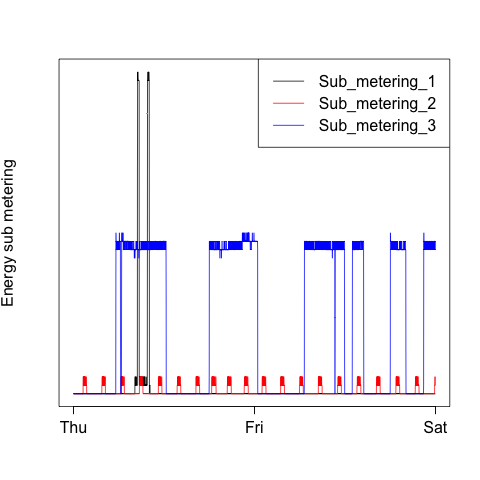 Energy sub metering
Sub_metering_1
Sub_metering_2
Sub_metering_3
Thu Fri Sat